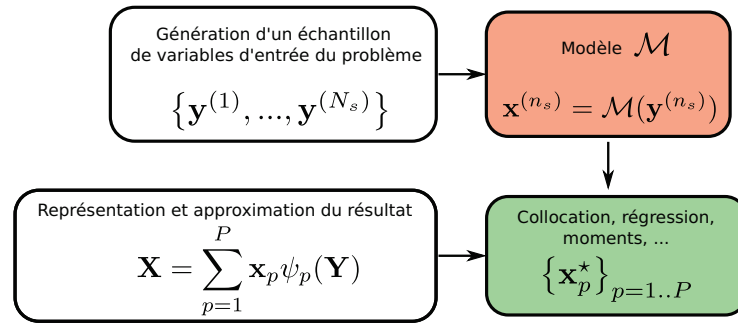 Génération d'un échantillon
de variables d'entrée du problème
{y^(1), ..., y^(N_s)}
Modèle ℳ
x^(n_s) = ℳ(y^(n_s))
Représentation et approximation du résultat
X = ∑_{p=1}^{P} x_p ψ_p(Y)
Collocation, régression,
moments, ...
{x_p^⋆}_{p=1..P}